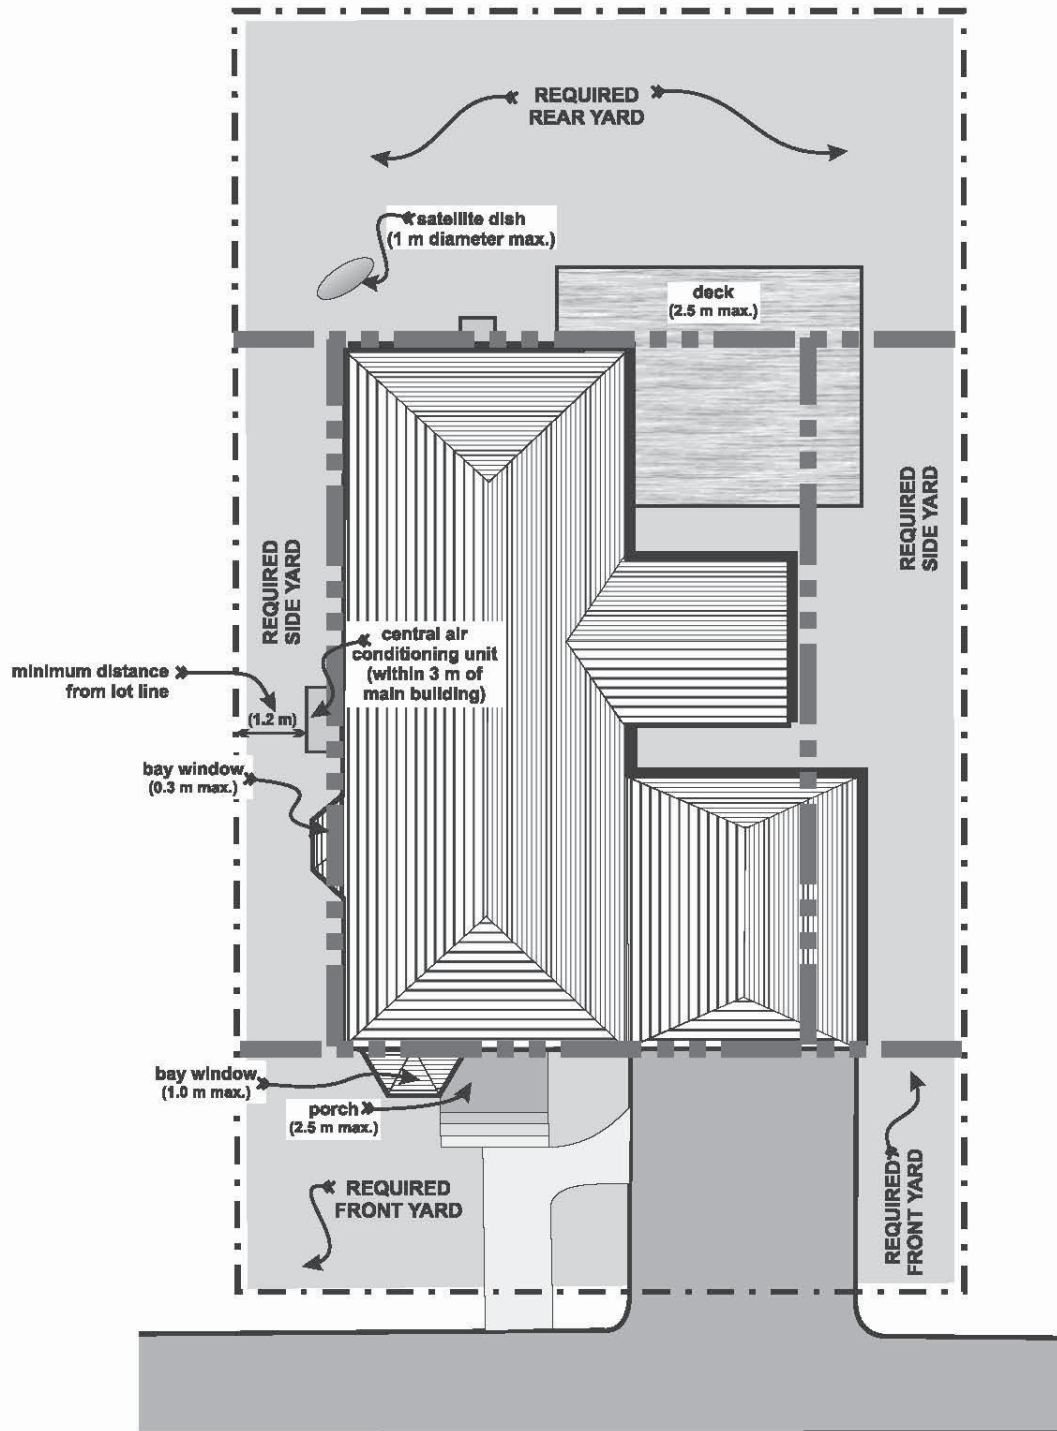 REQUIRED
REAR YARD
satellite dish
(1 m diameter max.)
deck
(2.5 m max.)
REQUIRED
SIDE YARD
REQUIRED
SIDE YARD
central air
conditioning unit
(within 3 m of
main building)
minimum distance
from lot line
(1.2 m)
bay window
(0.3 m max.)
bay window
(1.0 m max.)
porch
(2.5 m max.)
REQUIRED
FRONT YARD
REQUIRED
FRONT YARD